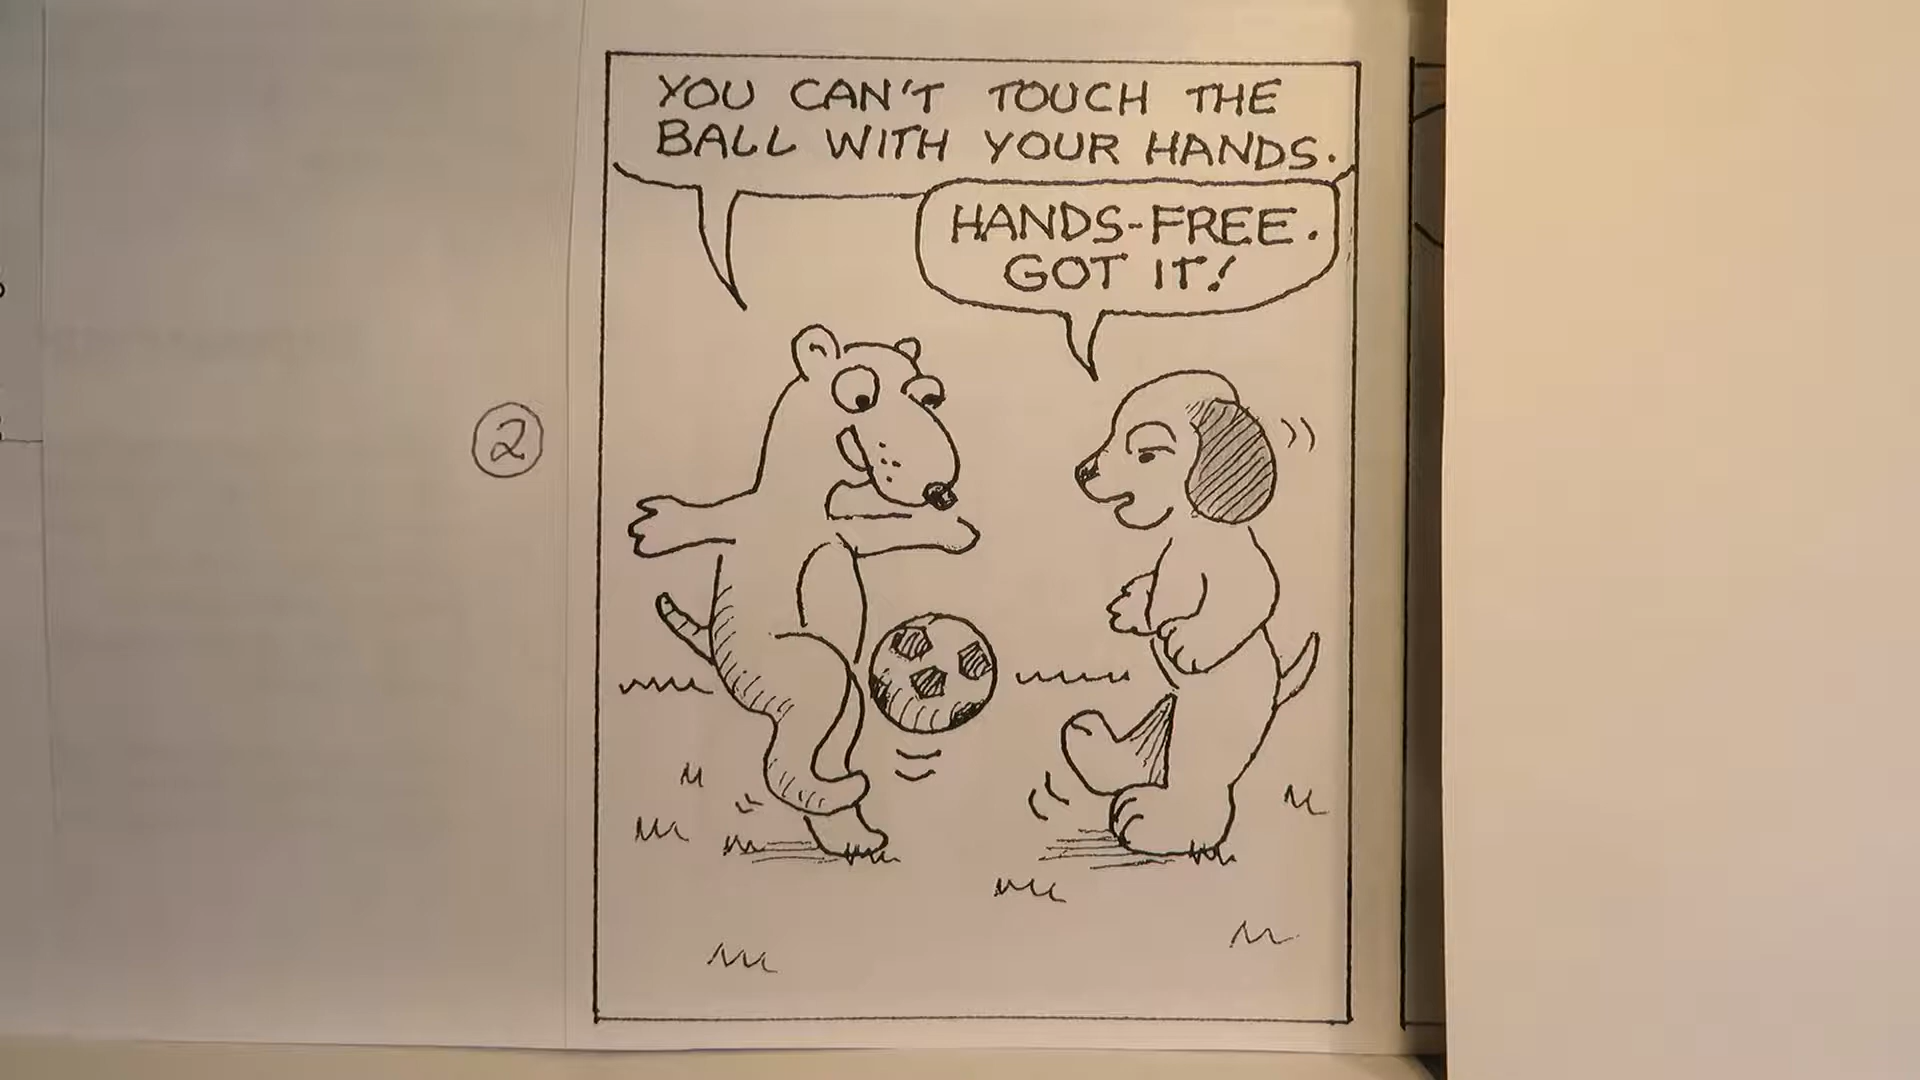 YOU CAN'T TOUCH THE
BALL WITH YOUR HANDS.
HANDS-FREE.
GOT IT!
2